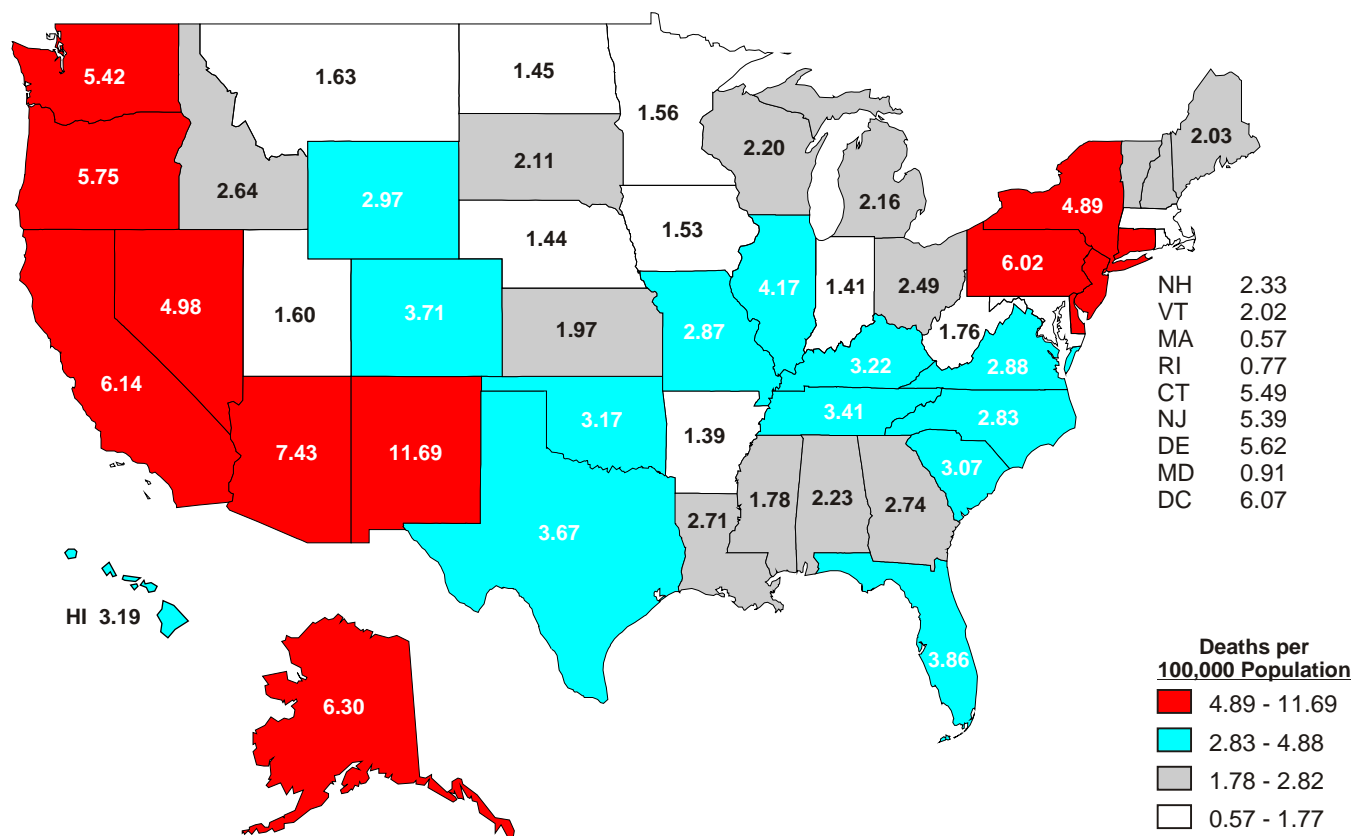 5.42
1.63
1.45
1.56
2.03
2.20
2.11
5.75
2.64
2.97
2.16
4.89
1.44
1.53
6.02
4.98
1.60
3.71
4.17
1.41
2.49
1.97
2.87
1.76
6.14
3.22
2.88
3.17
3.41
2.83
1.39
7.43
11.69
3.07
1.78
2.23
2.74
2.71
3.67
3.86
NH 2.33
VT 2.02
MA 0.57
RI 0.77
CT 5.49
NJ 5.39
DE 5.62
MD 0.91
DC 6.07
HI 3.19
6.30
Deaths per
100,000 Population
4.89 - 11.69
2.83 - 4.88
1.78 - 2.82
0.57 - 1.77